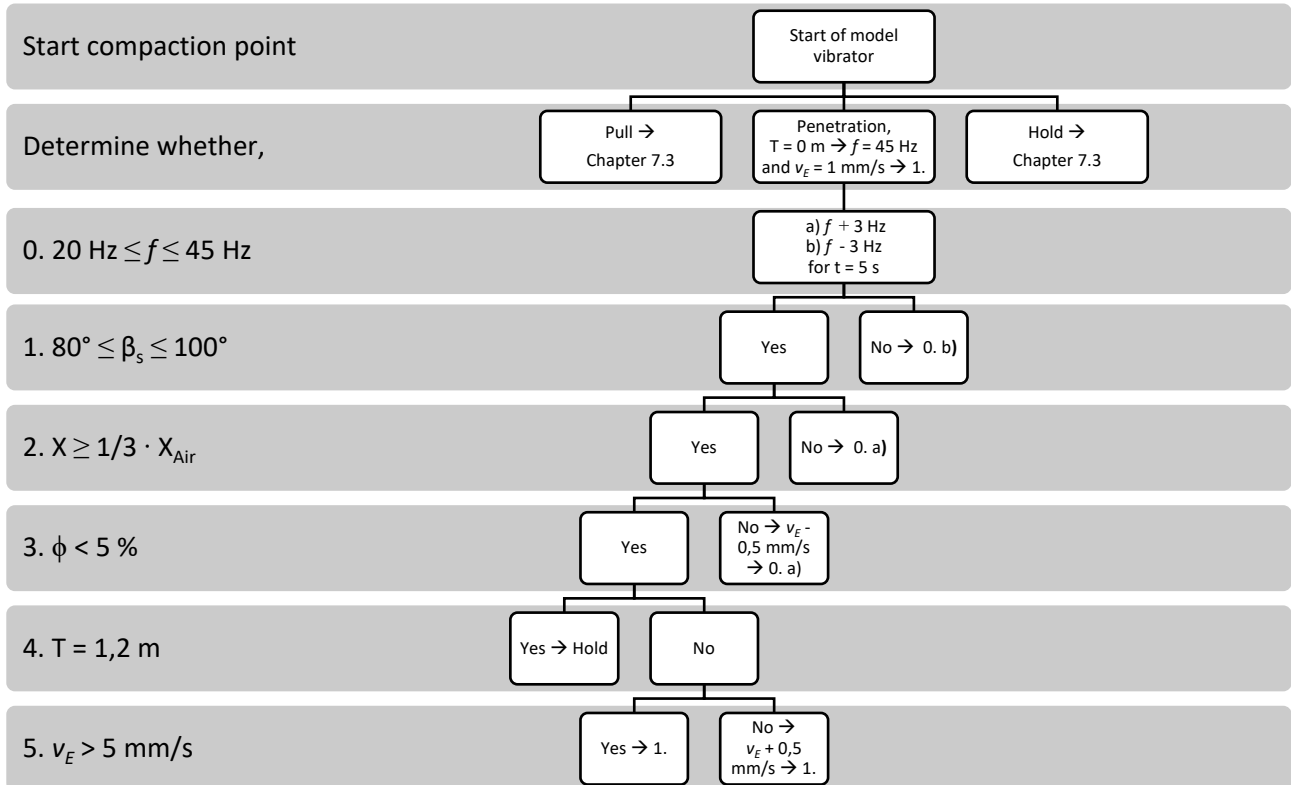 Start compaction point
Start of model
vibrator
Determine whether,
Pull →
Chapter 7.3
Penetration,
T = 0 m → f = 45 Hz
and vE = 1 mm/s → 1.
Hold →
Chapter 7.3
0. 20 Hz ≤ f ≤ 45 Hz
a) f + 3 Hz
b) f - 3 Hz
for t = 5 s
1. 80° ≤ βs ≤ 100°
Yes
No → 0. b)
2. X ≥ 1/3 · XAir
Yes
No → 0. a)
3. ϕ < 5 %
Yes
No → vE -
0,5 mm/s
→ 0. a)
4. T = 1,2 m
Yes → Hold
No
5. vE > 5 mm/s
Yes → 1.
No →
vE + 0,5
mm/s → 1.